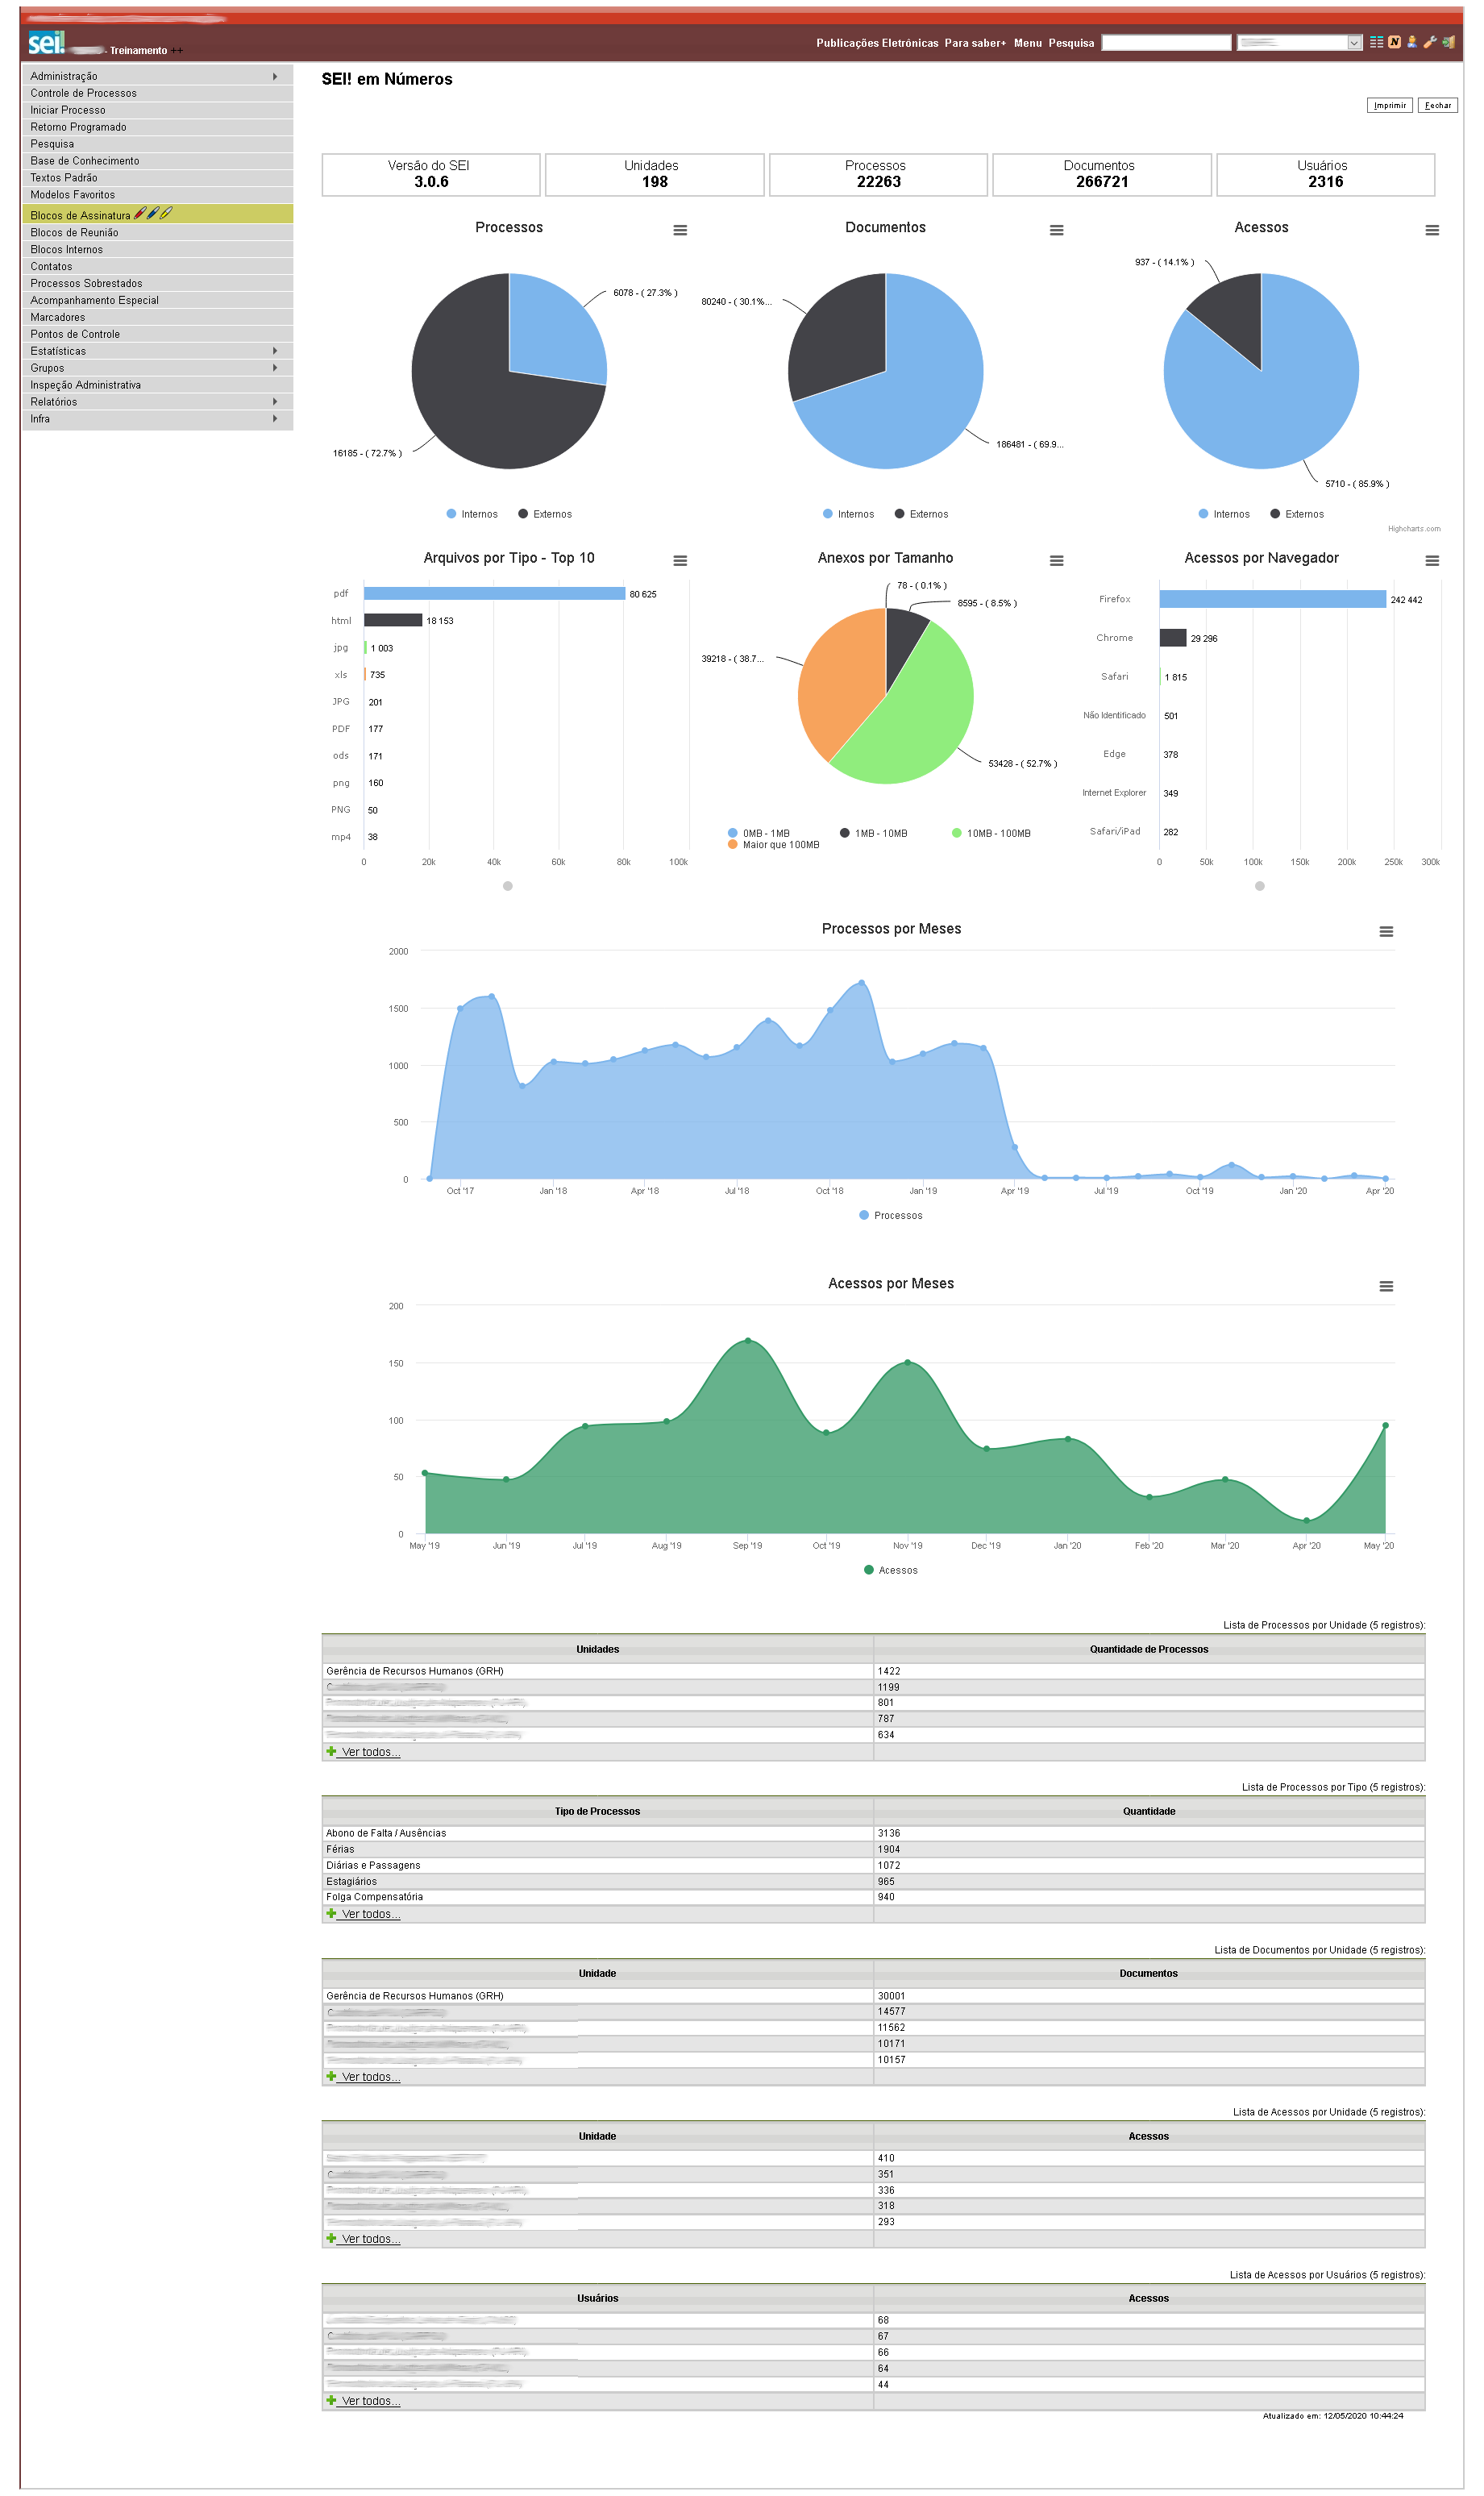 sei! - Treinamento ++
Publicações Eletrônicas Para saber+ Menu Pesquisa
Administração
Controle de Processos
Iniciar Processo
Retorno Programado
Pesquisa
Base de Conhecimento
Textos Padrão
Modelos Favoritos
Blocos de Assinatura
Blocos de Reunião
Blocos Internos
Contatos
Processos Sobrestados
Acompanhamento Especial
Marcadores
Pontos de Controle
Estatísticas
Grupos
Inspeção Administrativa
Relatórios
Infra
SEI! em Números
Imprimir Fechar
Versão do SEI Unidades Processos Documentos Usuários
3.0.6 198 22263 266721 2316
Processos
6078 - ( 27.3% )
16185 - ( 72.7% )
Internos Externos
Documentos
80240 - ( 30.1%...
186481 - ( 69.9...
Internos Externos
Acessos
937 - ( 14.1% )
5710 - ( 85.9% )
Internos Externos
Highcharts.com
Arquivos por Tipo - Top 10
pdf 80 625
html 18 153
jpg 1 003
xls 735
JPG 201
PDF 177
ods 171
png 160
PNG 50
mp4 38
0 20k 40k 60k 80k 100k
Anexos por Tamanho
78 - ( 0.1% )
8595 - ( 8.5% )
39218 - ( 38.7...
53428 - ( 52.7% )
0MB - 1MB 1MB - 10MB 10MB - 100MB
Maior que 100MB
Acessos por Navegador
Firefox 242 442
Chrome 29 296
Safari 1 815
Não Identificado 501
Edge 378
Internet Explorer 349
Safari/iPad 282
0 50k 100k 150k 200k 250k 300k
Processos por Meses
2000
1500
1000
500
0
Oct '17 Jan '18 Apr '18 Jul '18 Oct '18 Jan '19 Apr '19 Jul '19 Oct '19 Jan '20 Apr '20
Processos
Acessos por Meses
200
150
100
50
0
May '19 Jun '19 Jul '19 Aug '19 Sep '19 Oct '19 Nov '19 Dec '19 Jan '20 Feb '20 Mar '20 Apr '20 May '20
Acessos
Lista de Processos por Unidade (5 registros):
Unidades Quantidade de Processos
Gerência de Recursos Humanos (GRH) 1422
1199
801
787
634
Ver todos...
Lista de Processos por Tipo (5 registros):
Tipo de Processos Quantidade
Abono de Falta / Ausências 3136
Férias 1904
Diárias e Passagens 1072
Estagiários 965
Folga Compensatória 940
Ver todos...
Lista de Documentos por Unidade (5 registros):
Unidade Documentos
Gerência de Recursos Humanos (GRH) 30001
14577
11562
10171
10157
Ver todos...
Lista de Acessos por Unidade (5 registros):
Unidade Acessos
410
351
336
318
293
Ver todos...
Lista de Acessos por Usuários (5 registros):
Usuários Acessos
68
67
66
64
44
Ver todos...
Atualizado em: 12/05/2020 10:44:24